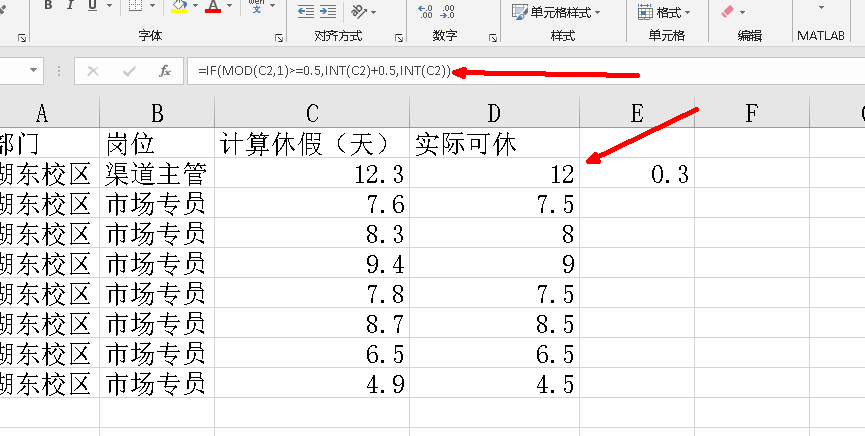 B I U A wen 文
.00 .00 单元格样式 格式
字体 对齐方式 数字 样式 单元格 编辑 MATLAB
fx =IF(MOD(C2,1)>=0.5,INT(C2)+0.5,INT(C2))
A B C D E F
部门 岗位 计算休假（天） 实际可休
湖东校区 渠道主管 12.3 12 0.3
湖东校区 市场专员 7.6 7.5
湖东校区 市场专员 8.3 8
湖东校区 市场专员 9.4 9
湖东校区 市场专员 7.8 7.5
湖东校区 市场专员 8.7 8.5
湖东校区 市场专员 6.5 6.5
湖东校区 市场专员 4.9 4.5